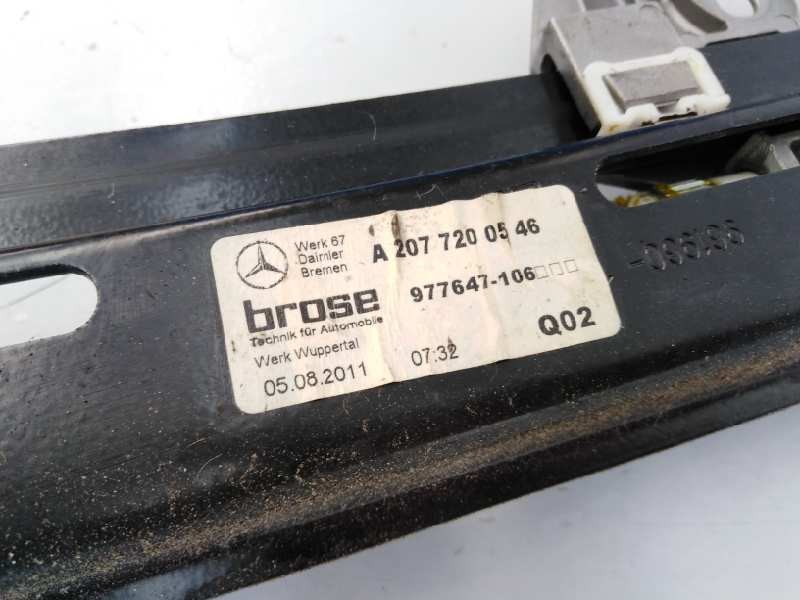 Werk 67
Daimler
Bremen
A 207 720 05 46
brose
Technik für Automobile
977647-106□□□
Werk Wuppertal
Q02
05.08.2011 07:32